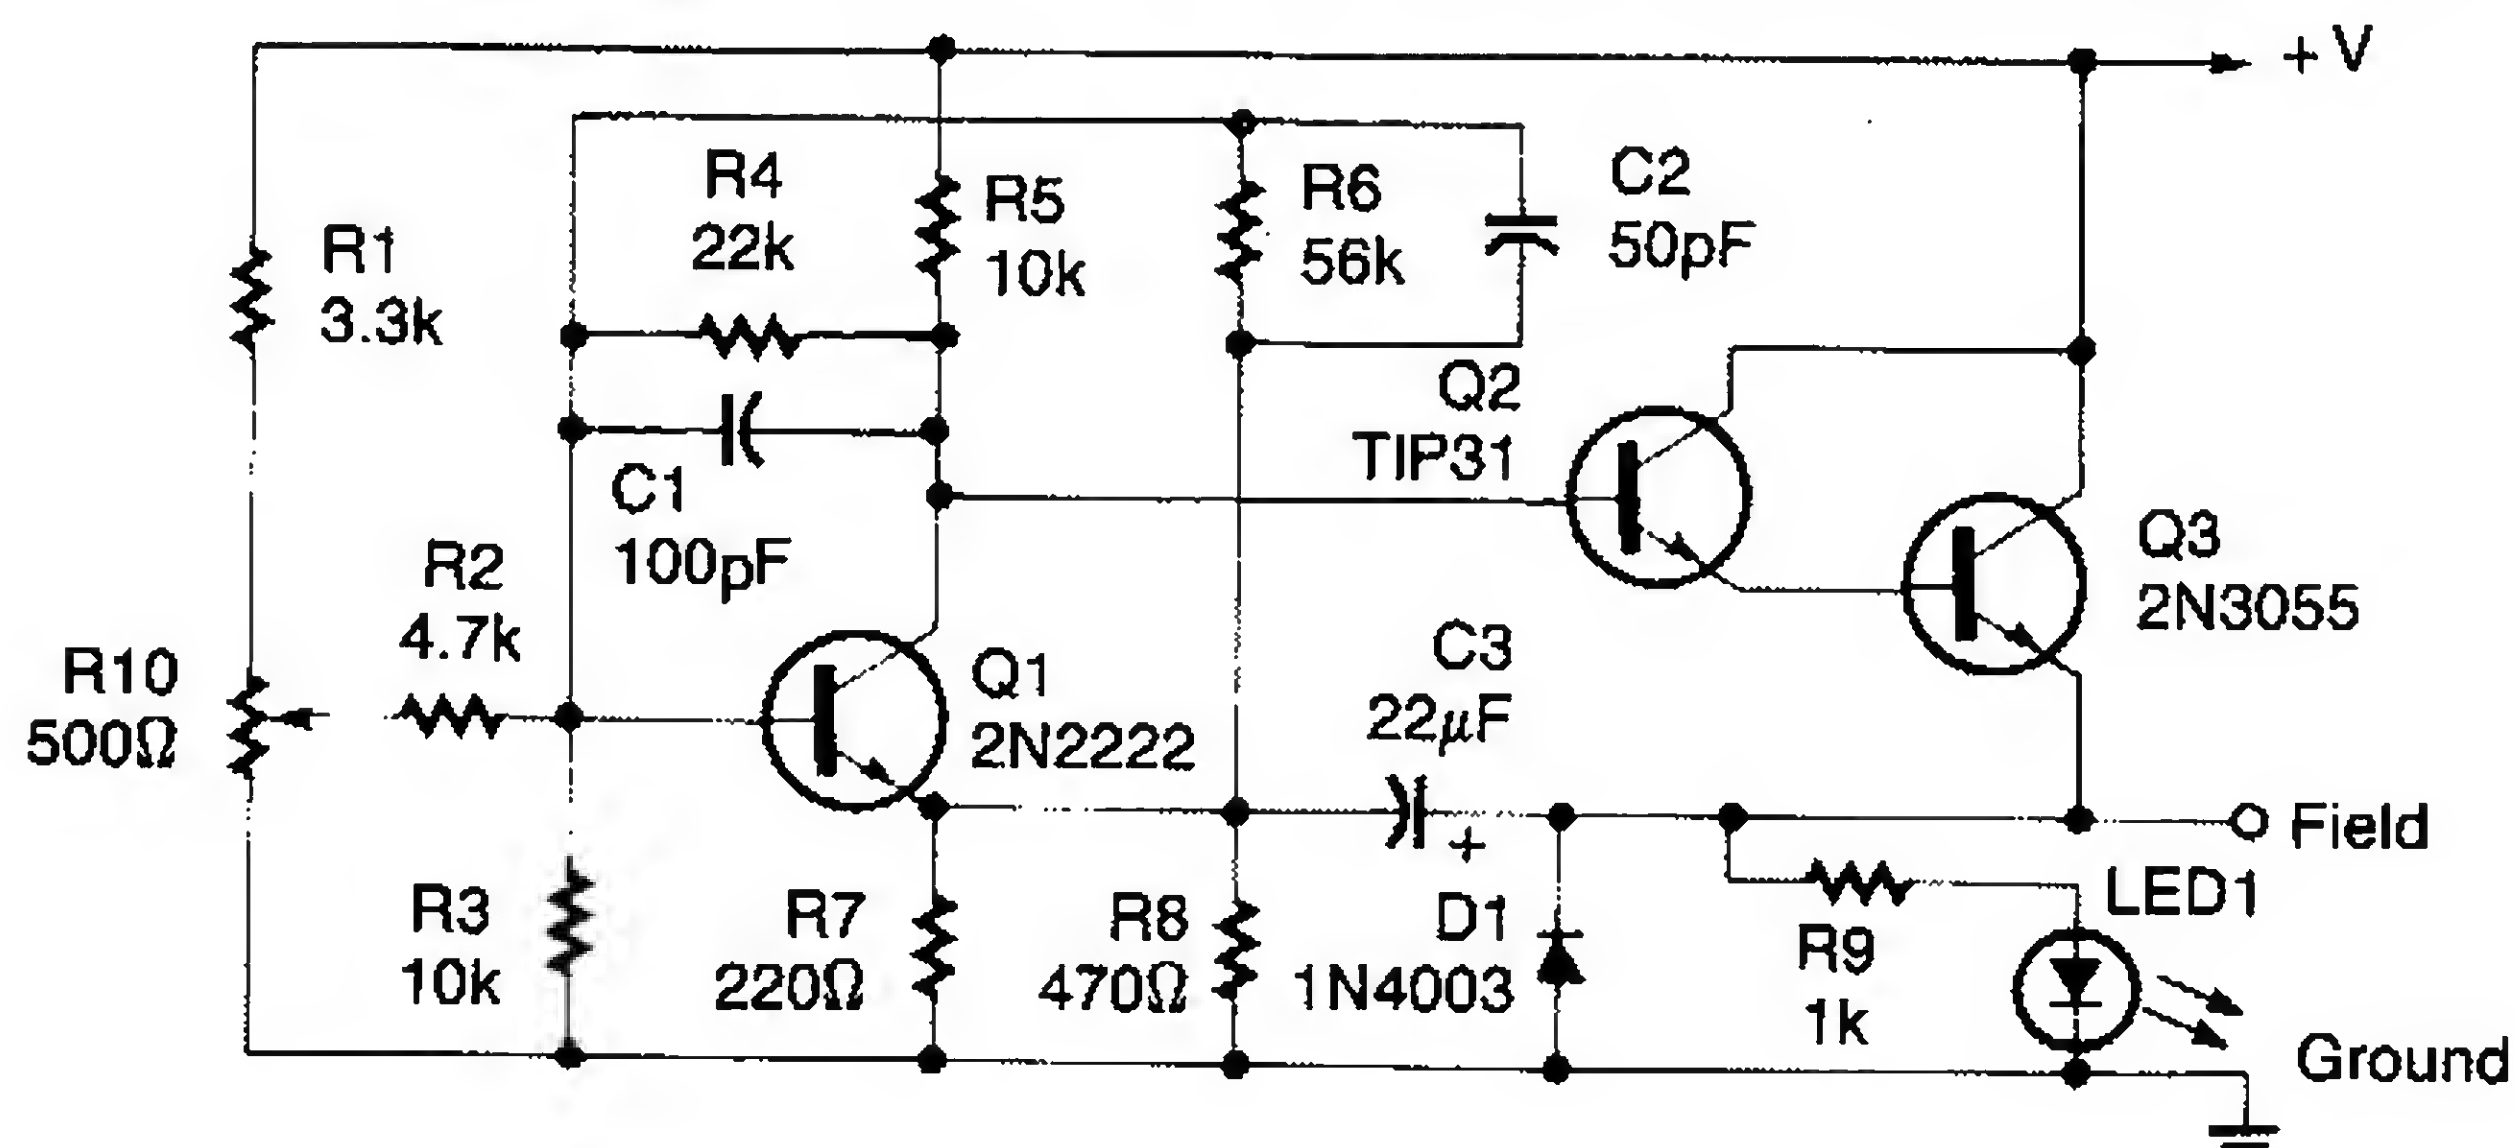 + V
R4
22k
R5
10k
R6
56k
C2
50pF
R1
3.3k
Q2
TIP31
C1
100pF
Q3
2N3055
R2
4.7k
R10
500Ω
Q1
2N2222
C3
22µF
+
Field
LED1
R3
10k
R7
220Ω
R8
470Ω
D1
1N4003
R9
1k
Ground